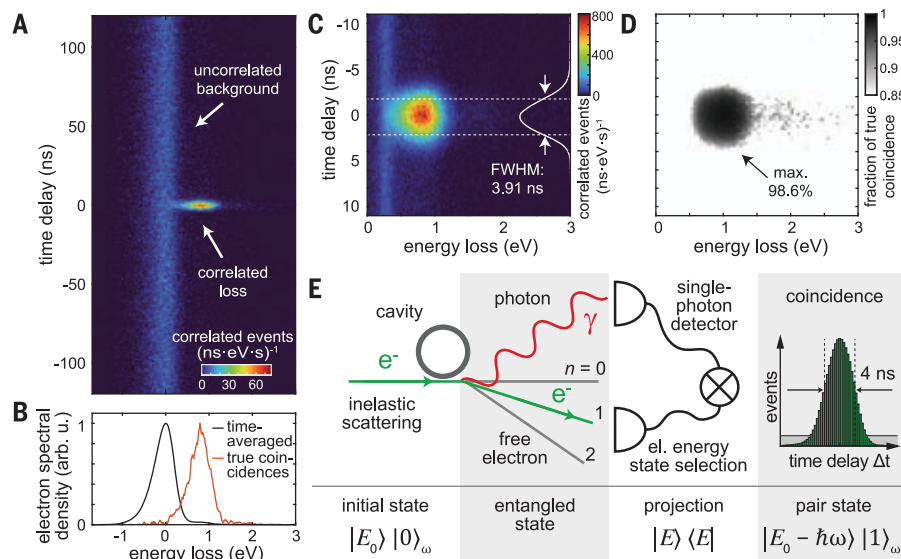 A
100
50
0
-50
-100
time delay (ns)
uncorrelated
background
correlated
loss
correlated events
(ns·eV·s)⁻¹
0 20 40 60
B
1
0
electron spectral
density (arb. u.)
time-
averaged
true coin-
cidences
-1 0 1 2 3
energy loss (eV)
C
-10
-5
0
5
10
time delay (ns)
FWHM:
3.91 ns
0 1 2 3
energy loss (eV)
800
400
0
correlated events
(ns·eV·s)⁻¹
D
max.
98.6%
0 1 2 3
energy loss (eV)
1
0.95
0.9
0.85
fraction of true
coincidence
E
cavity
e-
inelastic
scattering
photon
γ
n = 0
e-
1
free
electron
2
single-
photon
detector
el. energy
state selection
coincidence
events
4 ns
time delay Δt
initial state
|E₀⟩ |0⟩ω
entangled
state
projection
|E⟩ ⟨E|
pair state
|E₀ − ħω⟩ |1⟩ω